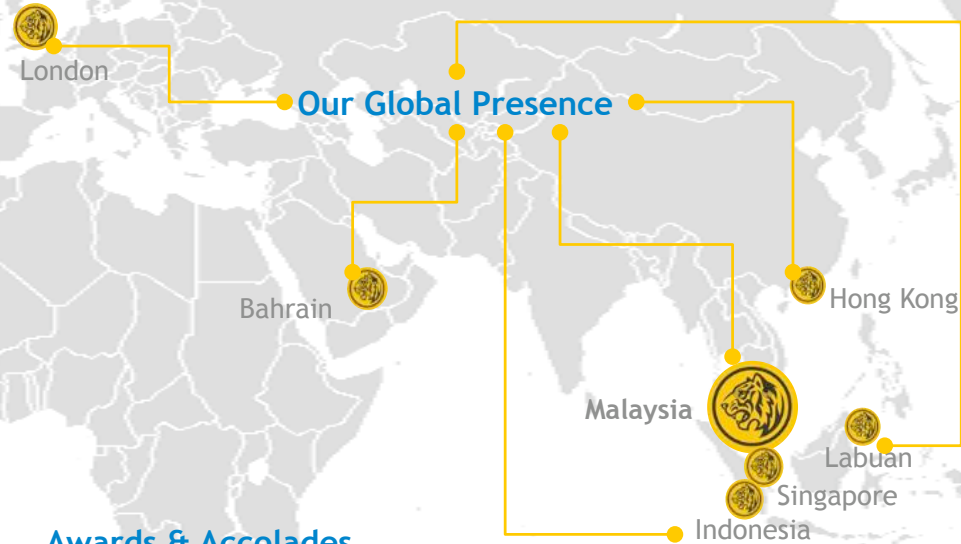 London
Our Global Presence
Bahrain
Hong Kong
Malaysia
Labuan
Singapore
Indonesia
Awards & Accolades